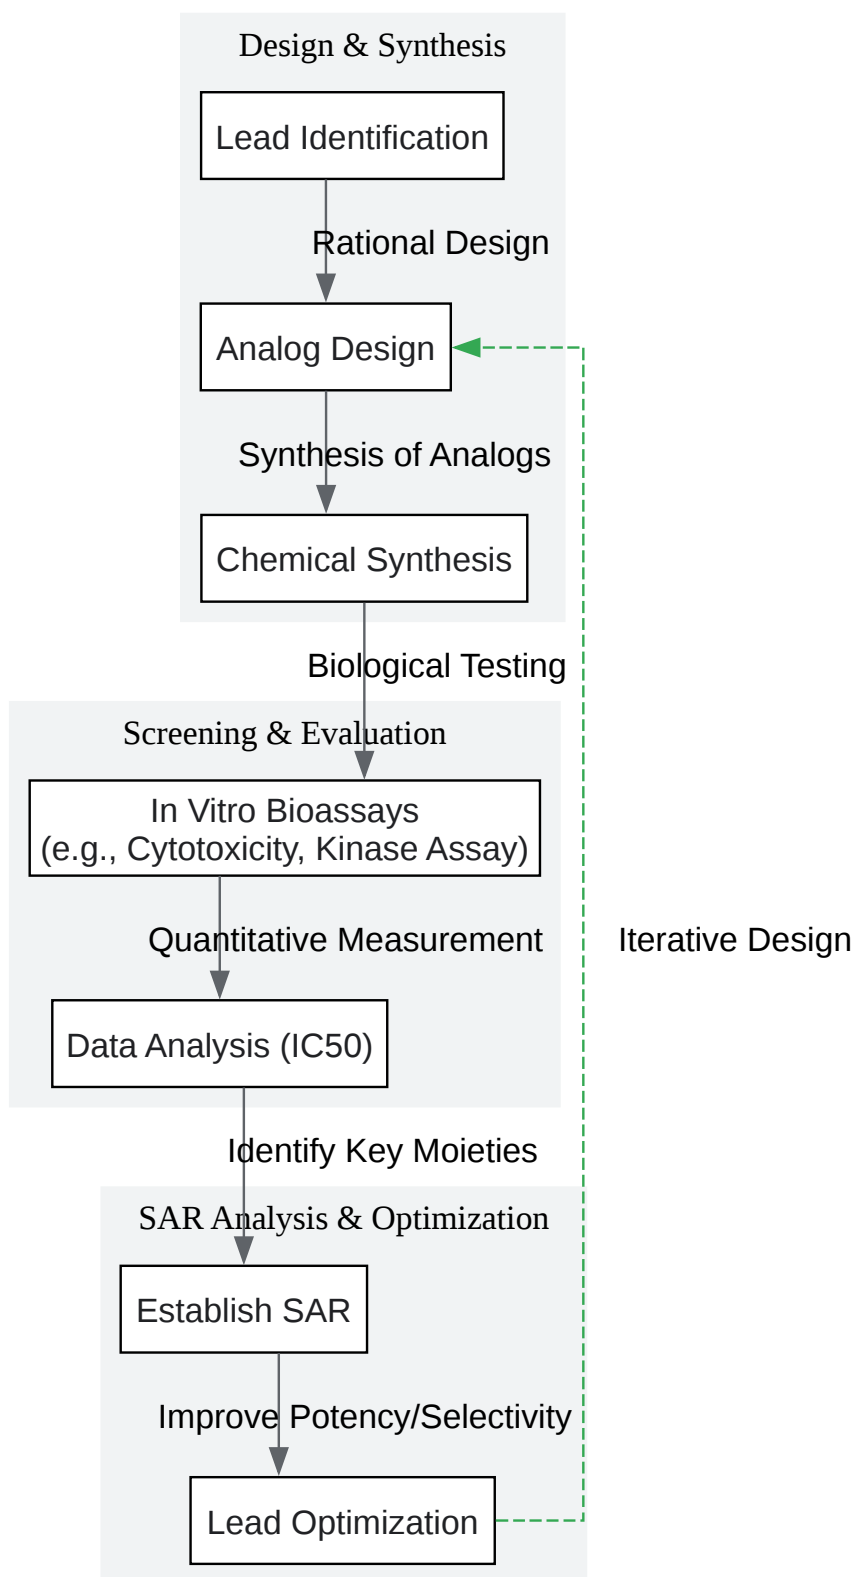 Design & Synthesis
Lead Identification
Rational Design
Analog Design
Synthesis of Analogs
Chemical Synthesis
Biological Testing
Screening & Evaluation
In Vitro Bioassays
(e.g., Cytotoxicity, Kinase Assay)
Quantitative Measurement
Iterative Design
Data Analysis (IC50)
Identify Key Moieties
SAR Analysis & Optimization
Establish SAR
Improve Potency/Selectivity
Lead Optimization